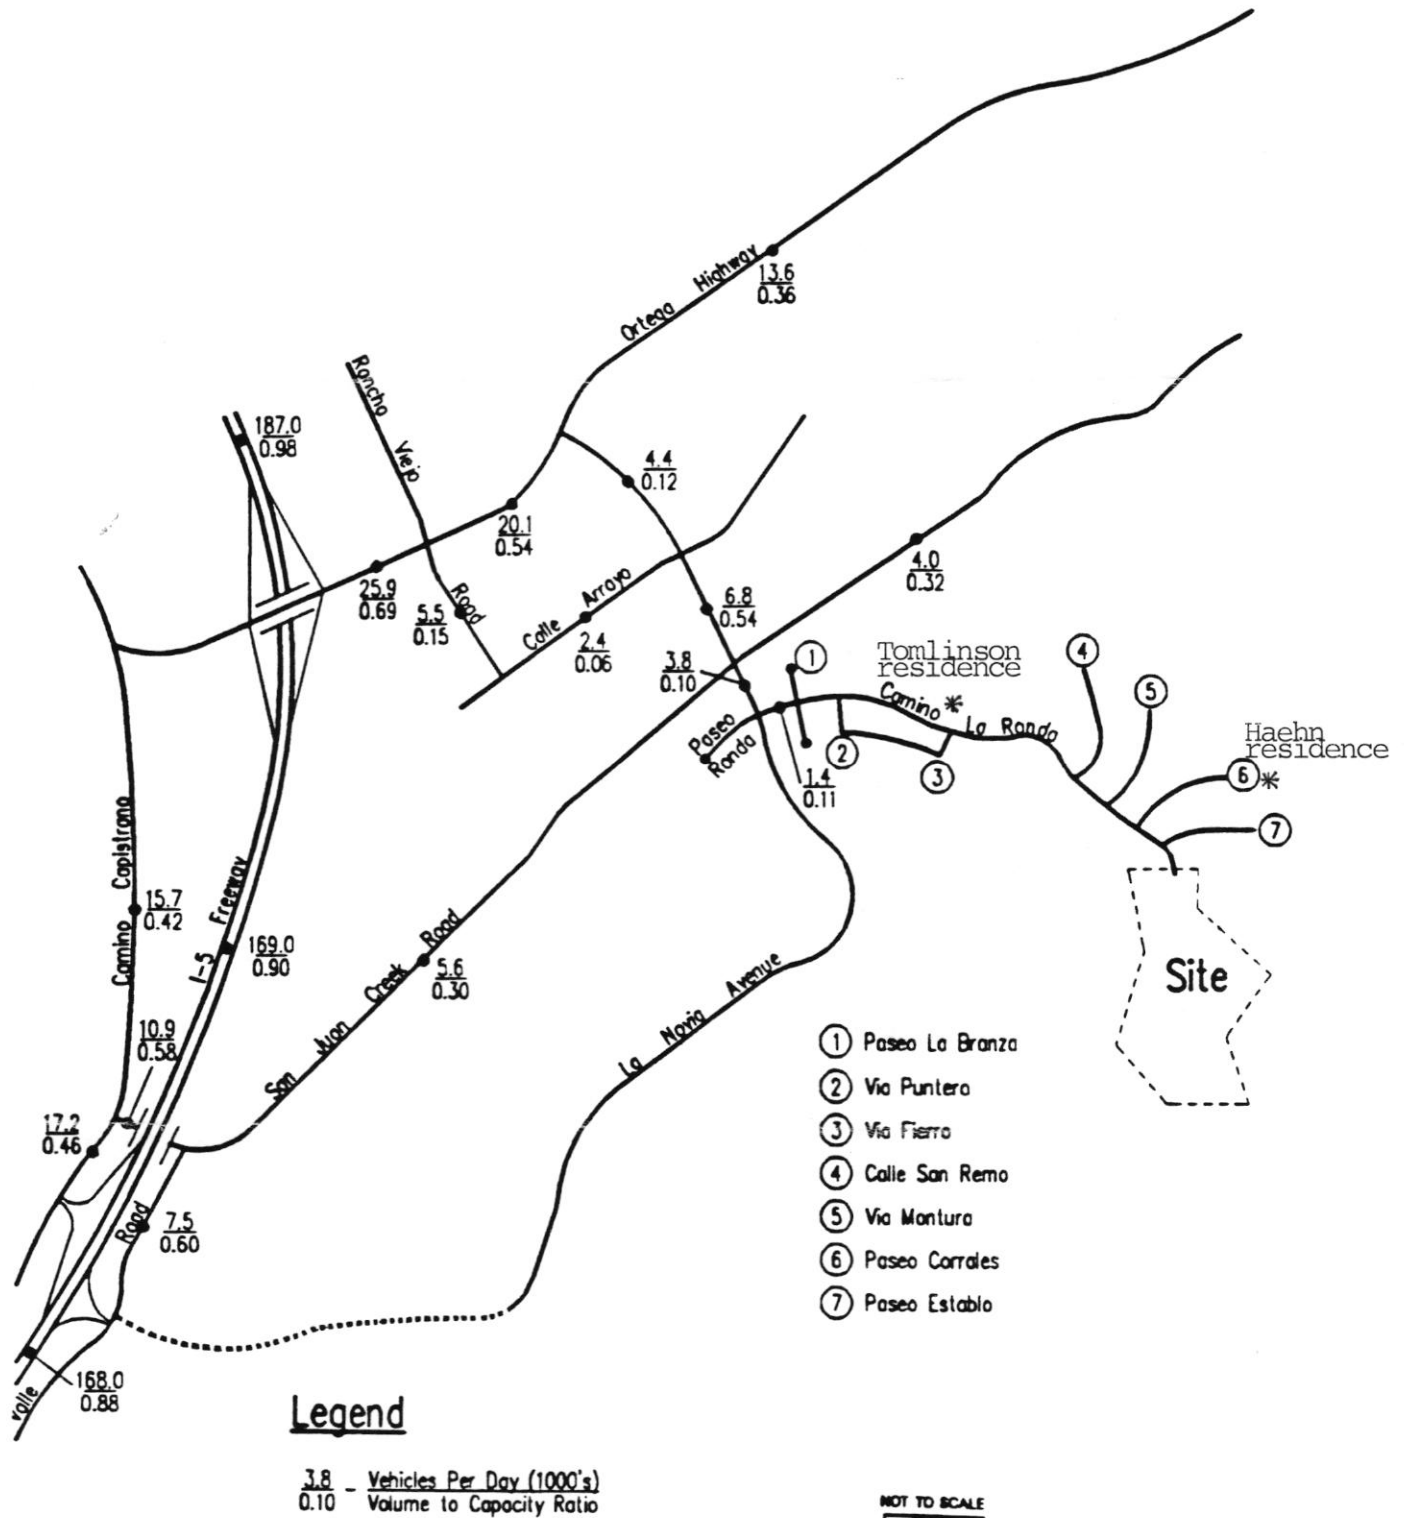 Ortega Highway
13.6
0.36
Rancho Viejo Road
187.0
0.98
4.4
0.12
20.1
0.54
25.9
0.69
5.5
0.15
Calle Arroyo
2.4
0.06
6.8
0.54
4.0
0.32
3.8
0.10
1
Tomlinson
residence
Camino * La Ronda
4
5
Haehn
residence
6 *
7
Paseo
Ronda
2
3
1.4
0.11
Camino Capistrano
15.7
0.42
I-5 Freeway
169.0
0.90
San Juan Creek Road
5.6
0.30
La Novia Avenue
Site
10.9
0.58
17.2
0.46
7.5
0.60
Valle Road
168.0
0.88
1 Paseo La Branza
2 Via Puntero
3 Via Fierro
4 Calle San Remo
5 Via Montura
6 Paseo Corrales
7 Paseo Establo
Legend
3.8 - Vehicles Per Day (1000's)
0.10 Volume to Capacity Ratio
NOT TO SCALE